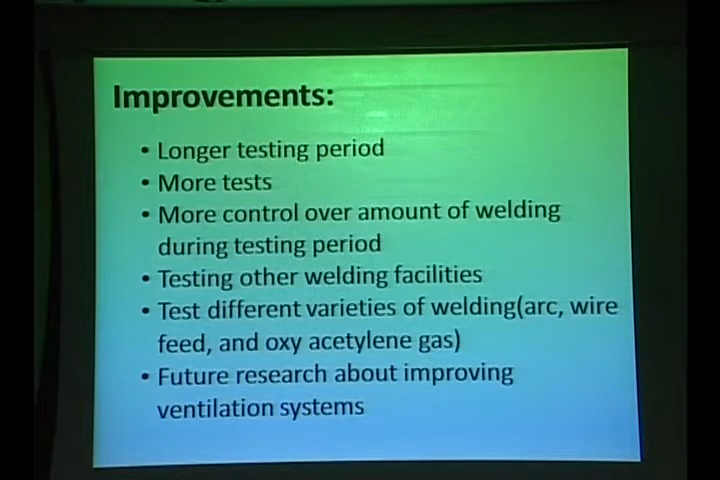 Improvements:
• Longer testing period
• More tests
• More control over amount of welding
during testing period
• Testing other welding facilities
• Test different varieties of welding(arc, wire
feed, and oxy acetylene gas)
• Future research about improving
ventilation systems